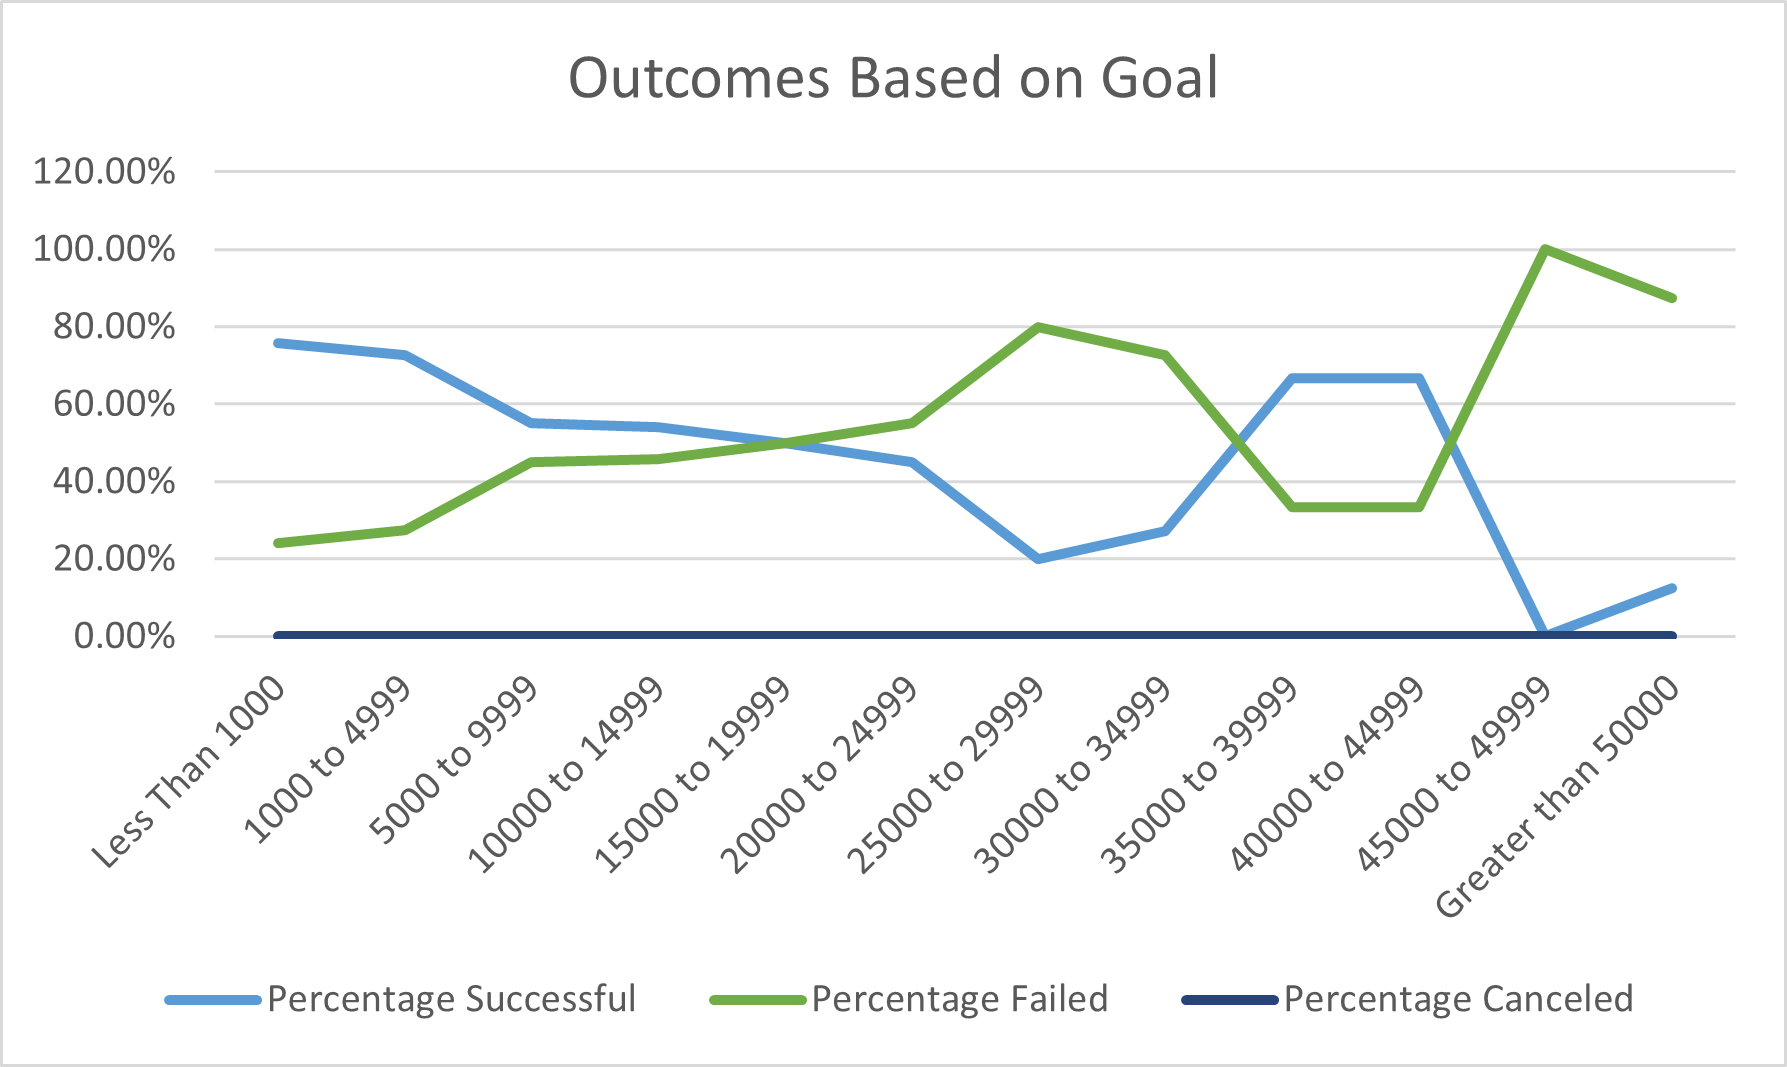 Outcomes Based on Goal
120.00%
100.00%
80.00%
60.00%
40.00%
20.00%
0.00%
Less Than 1000
1000 to 4999
5000 to 9999
10000 to 14999
15000 to 19999
20000 to 24999
25000 to 29999
30000 to 34999
35000 to 39999
40000 to 44999
45000 to 49999
Greater than 50000
Percentage Successful
Percentage Failed
Percentage Canceled